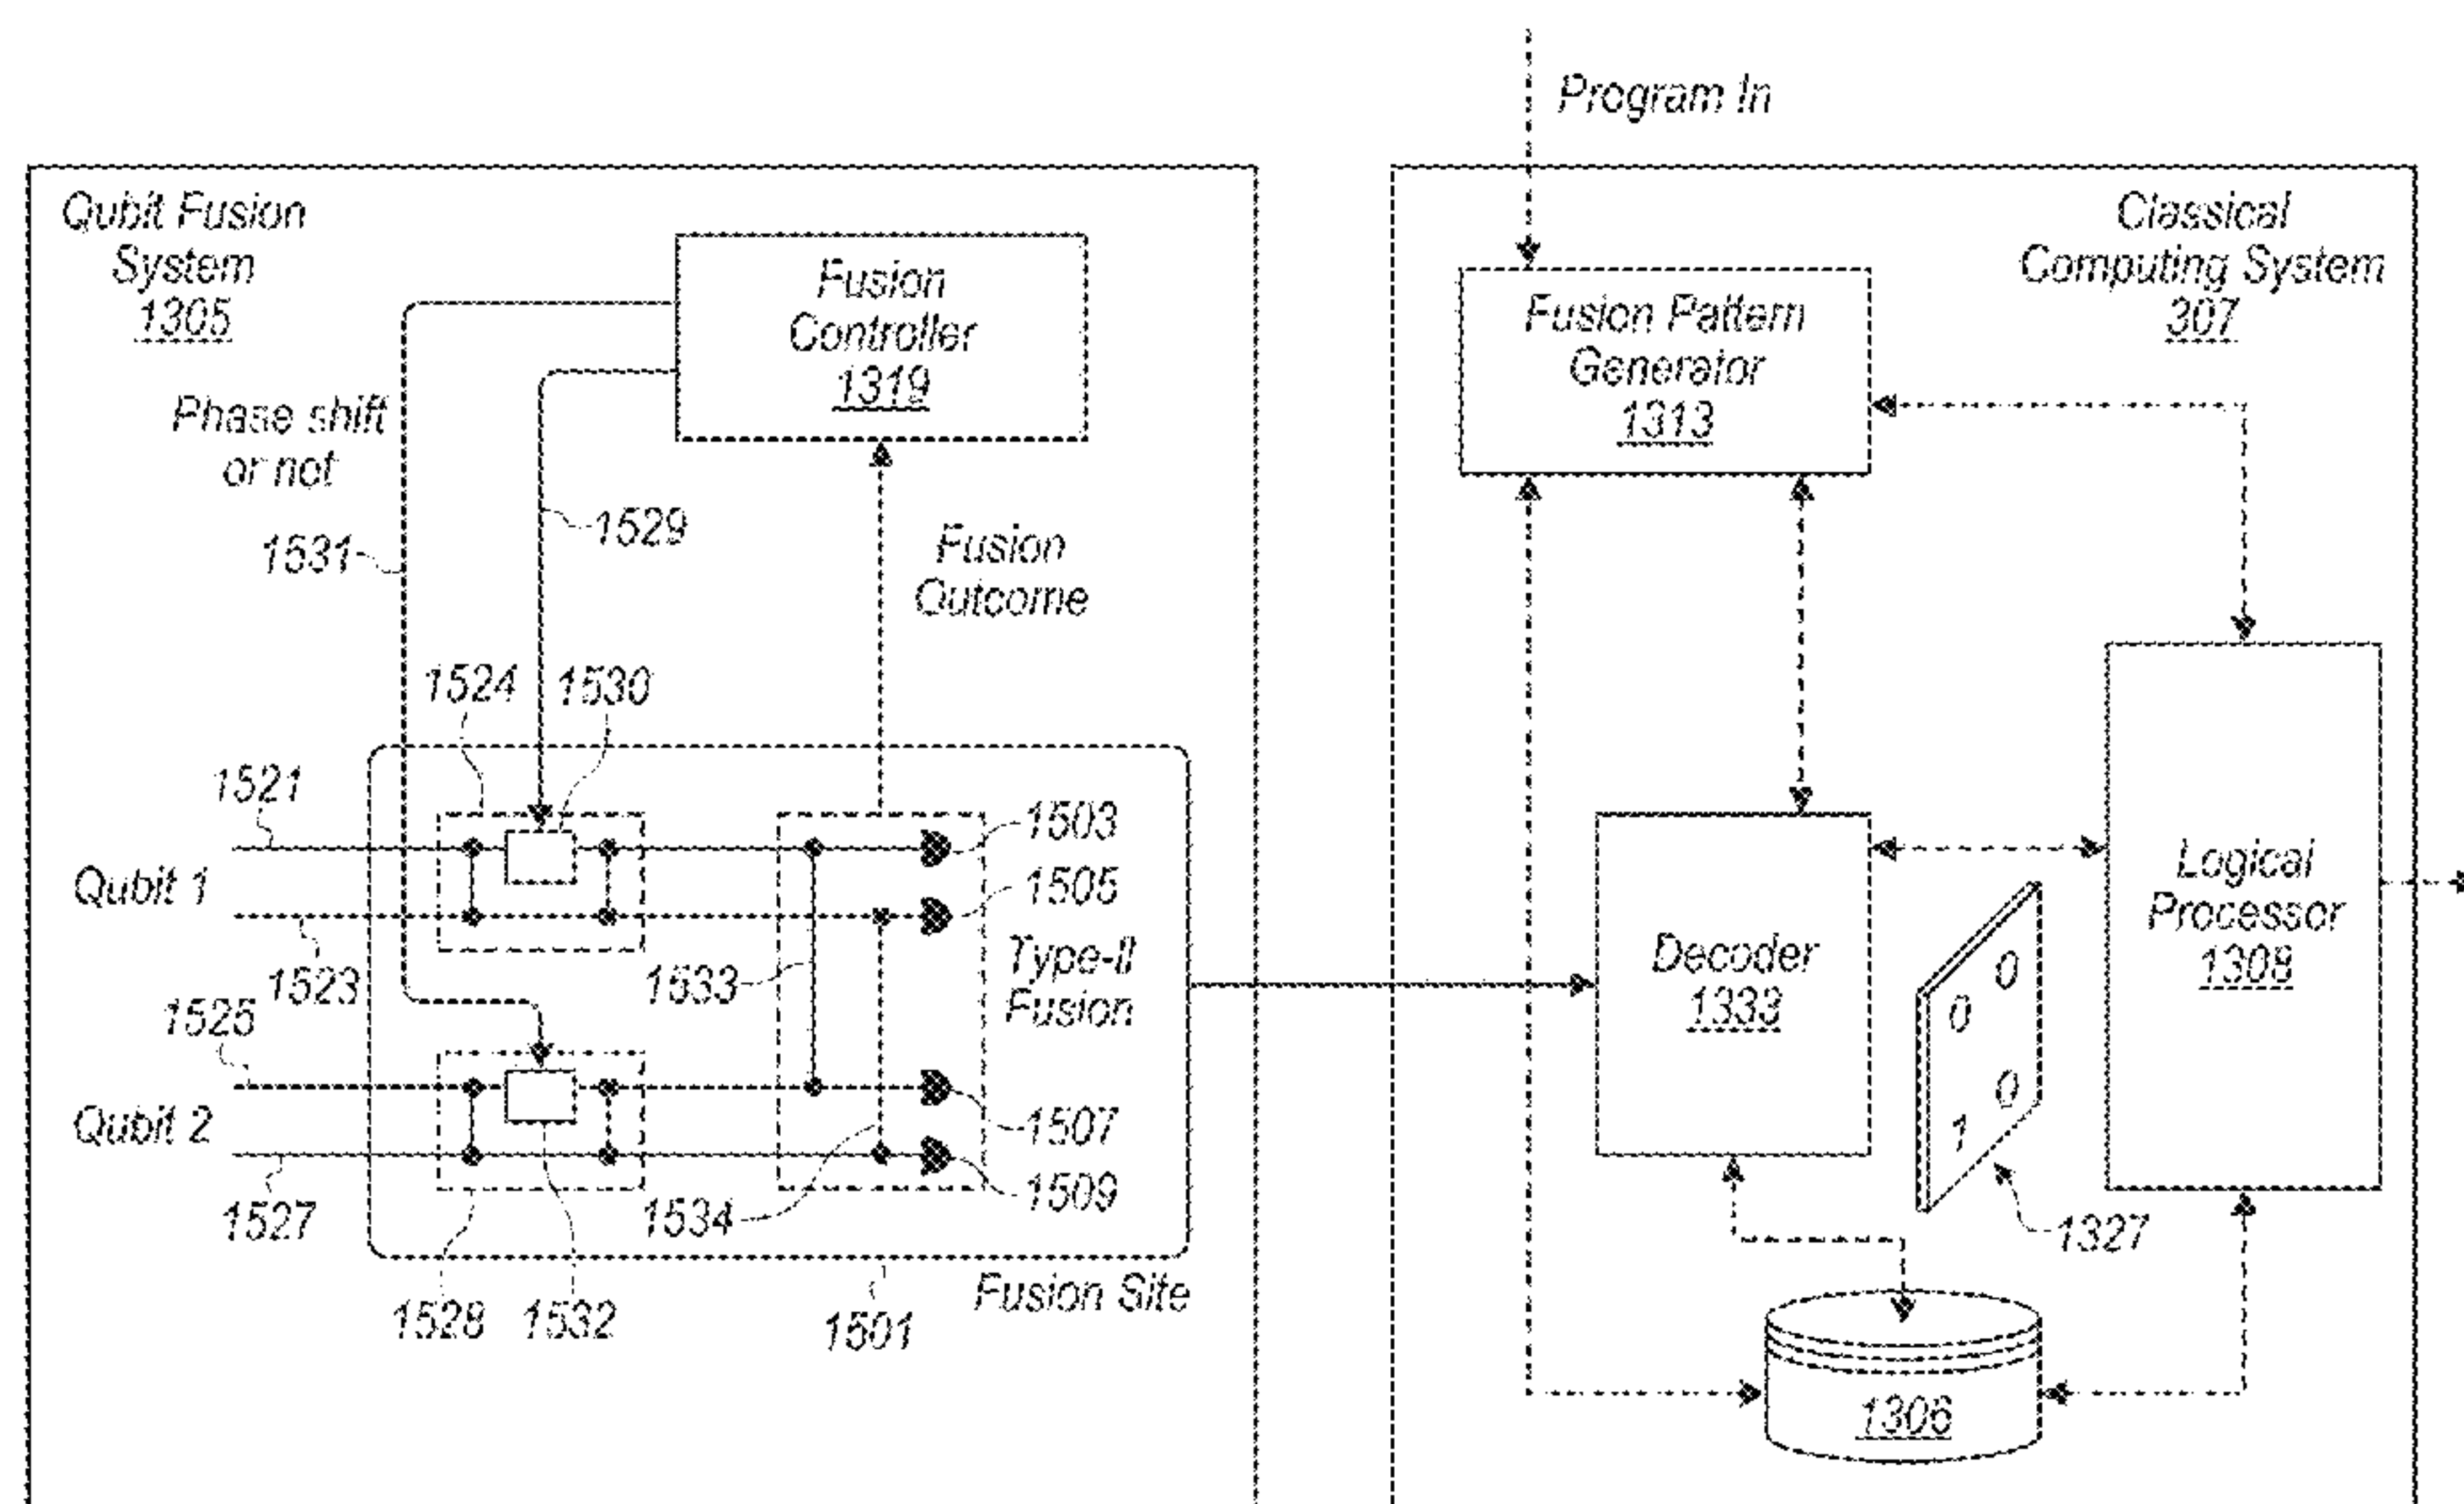 Program In
Qubit Fusion
System
1305
Fusion
Controller
1319
Phase shift
or not
1529
1531
Fusion
Outcome
1524
1530
1521
Qubit 1
1523
1525
Qubit 2
1527
1528
1532
1533
1534
1503
1505
Type-II
Fusion
1507
1509
Fusion Site
1501
Classical
Computing System
307
Fusion Pattern
Generator
1313
Decoder
1333
Logical
Processor
1308
0
0
0
1
1327
1306